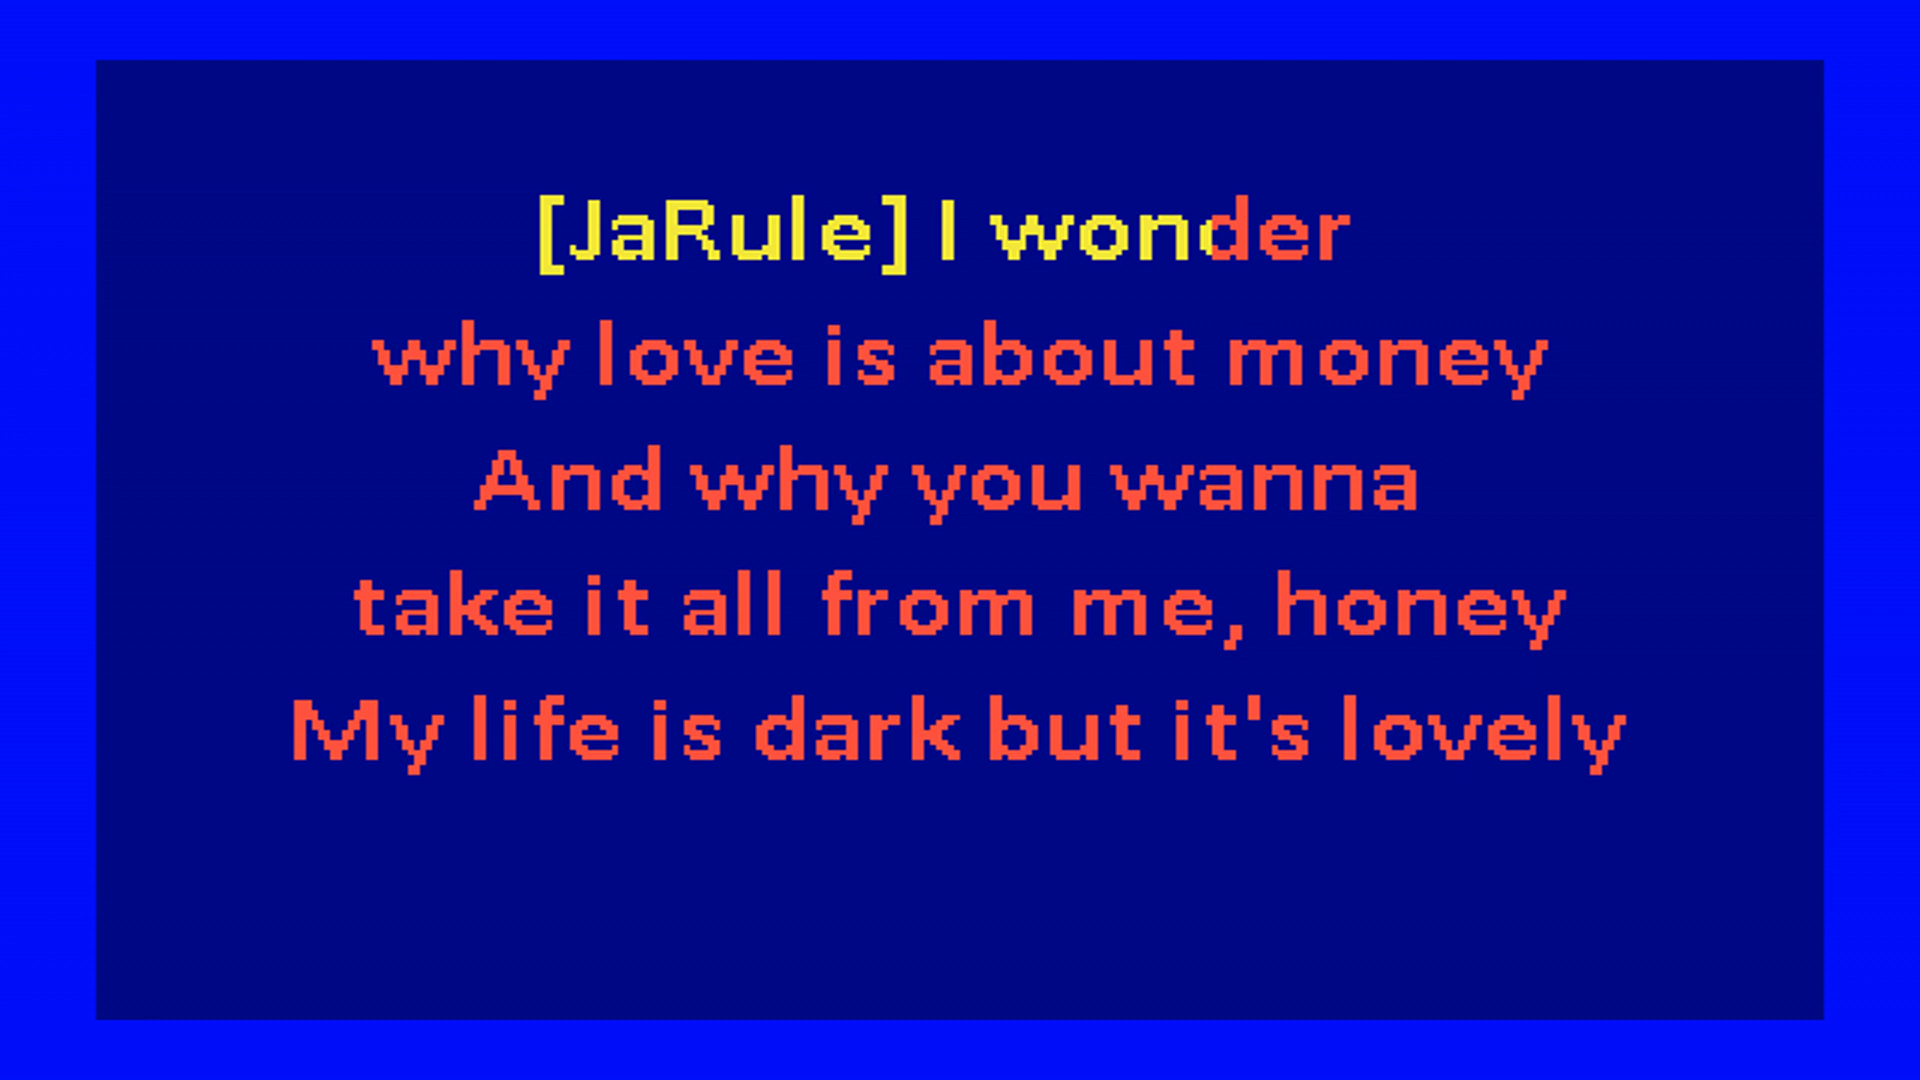 [JaRule] I wonder
why love is about money
And why you wanna
take it all from me, honey
My life is dark but it's lovely